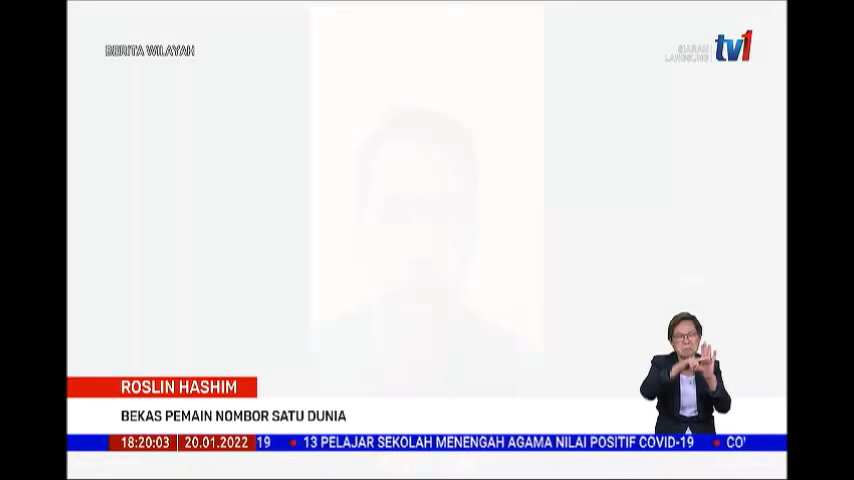 BERITA WILAYAH
SIARAN
LANGSUNG
tv1
ROSLIN HASHIM
BEKAS PEMAIN NOMBOR SATU DUNIA
18:20:03 20.01.2022 19 • 13 PELAJAR SEKOLAH MENENGAH AGAMA NILAI POSITIF COVID-19 •